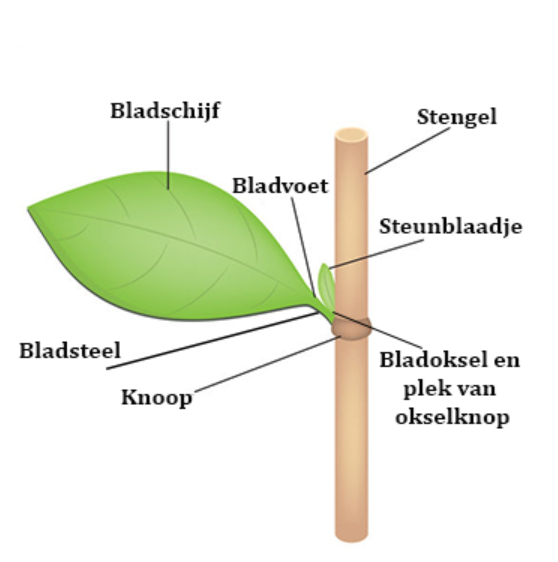 Bladschijf
Stengel
Bladvoet
Steunblaadje
Bladsteel
Knoop
Bladoksel en
plek van
okselknop